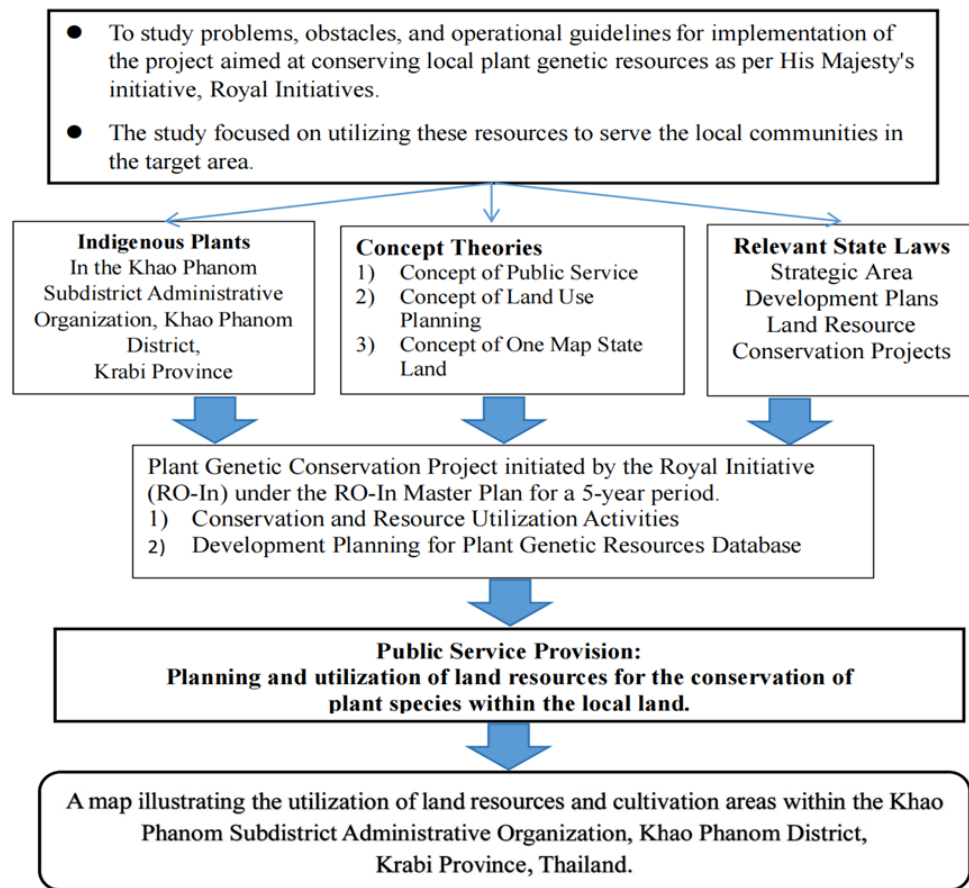 ● To study problems, obstacles, and operational guidelines for implementation of
the project aimed at conserving local plant genetic resources as per His Majesty's
initiative, Royal Initiatives.
● The study focused on utilizing these resources to serve the local communities in
the target area.
Indigenous Plants
In the Khao Phanom
Subdistrict Administrative
Organization, Khao Phanom
District,
Krabi Province
Concept Theories
1) Concept of Public Service
2) Concept of Land Use
Planning
3) Concept of One Map State
Land
Relevant State Laws
Strategic Area
Development Plans
Land Resource
Conservation Projects
Plant Genetic Conservation Project initiated by the Royal Initiative
(RO-In) under the RO-In Master Plan for a 5-year period.
1) Conservation and Resource Utilization Activities
2) Development Planning for Plant Genetic Resources Database
Public Service Provision:
Planning and utilization of land resources for the conservation of
plant species within the local land.
A map illustrating the utilization of land resources and cultivation areas within the Khao
Phanom Subdistrict Administrative Organization, Khao Phanom District,
Krabi Province, Thailand.